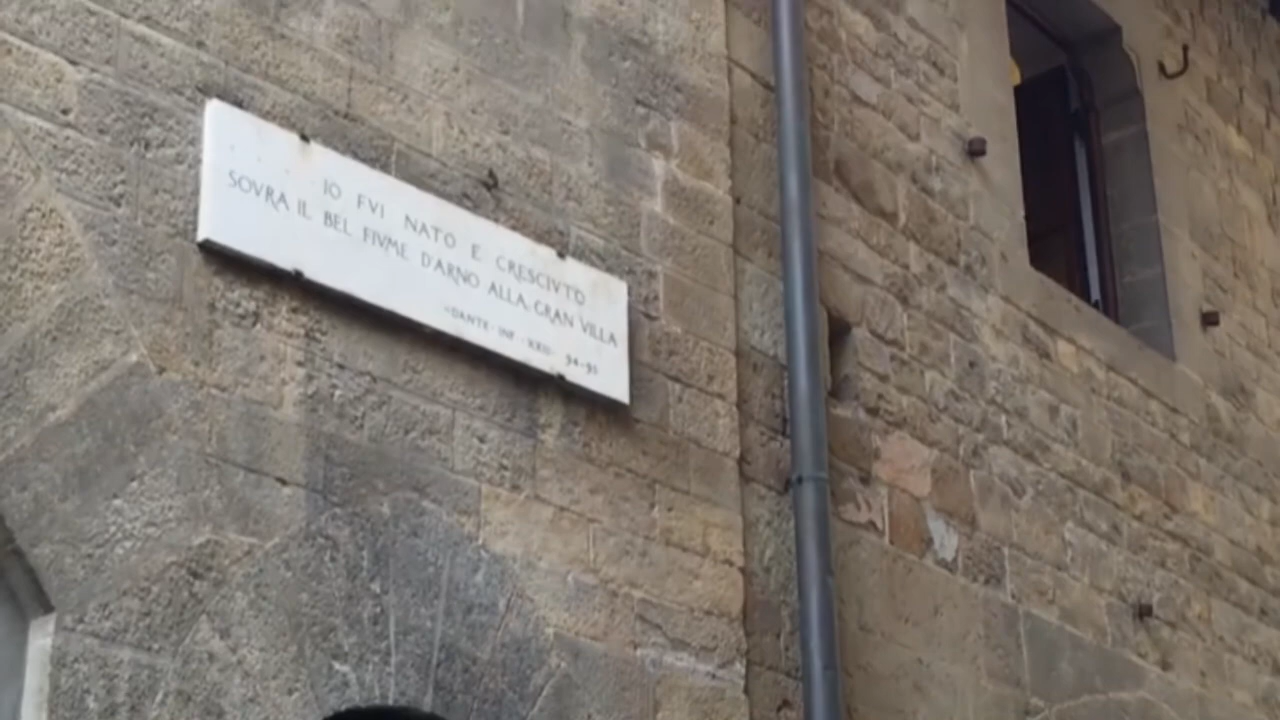 IO FVI NATO E CRESCIVTO
SOVRA IL BEL FIVME D'ARNO ALLA GRAN VILLA
DANTE · INF · XXIII · 94-95